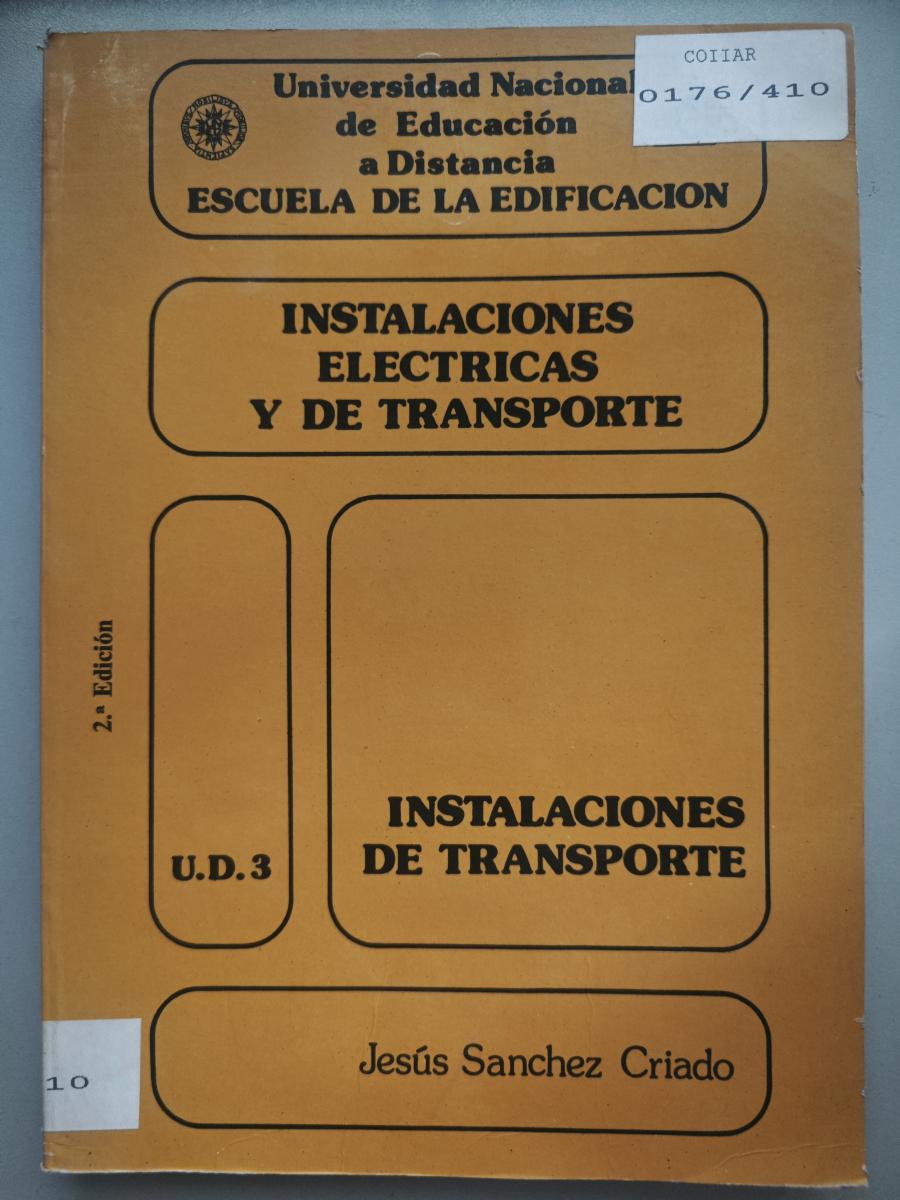 COIIAR
0176/410
Universidad Nacional
de Educación
a Distancia
ESCUELA DE LA EDIFICACION
INSTALACIONES
ELECTRICAS
Y DE TRANSPORTE
2.ª Edición
U.D.3
INSTALACIONES
DE TRANSPORTE
10
Jesús Sanchez Criado